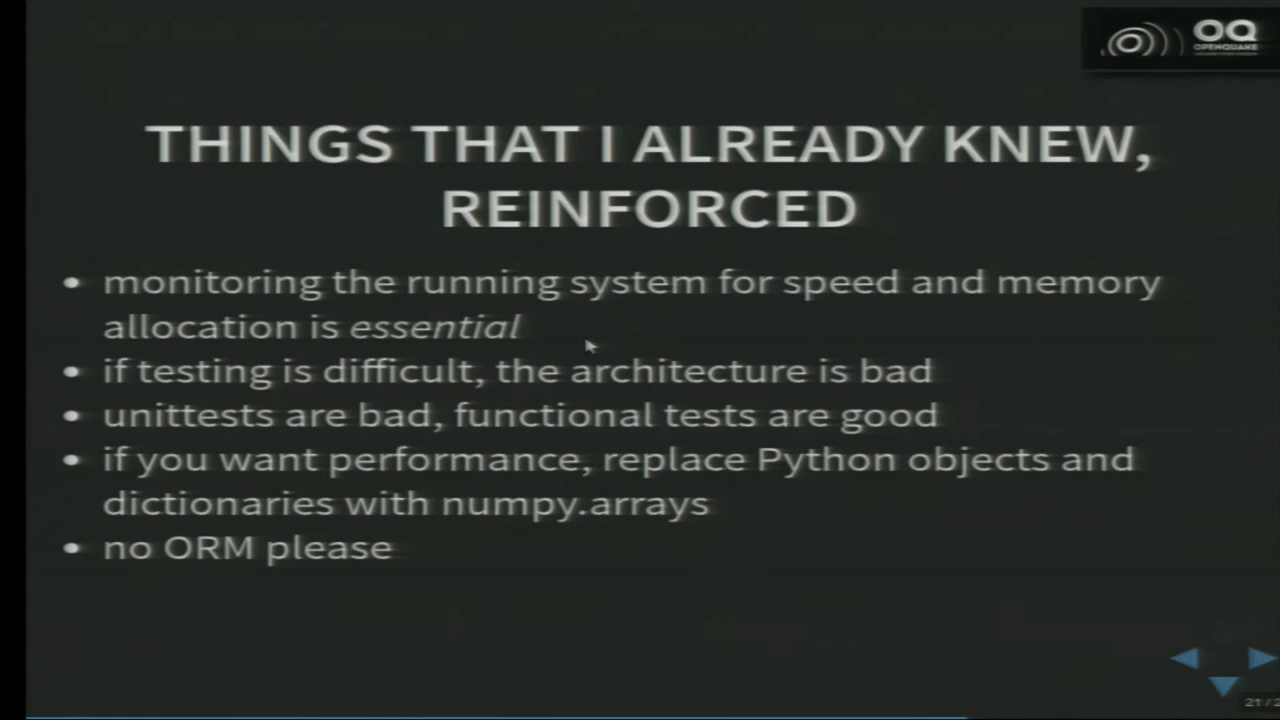 OQ
OPENQUAKE
THINGS THAT I ALREADY KNEW,
REINFORCED
• monitoring the running system for speed and memory
allocation is essential
• if testing is difficult, the architecture is bad
• unittests are bad, functional tests are good
• if you want performance, replace Python objects and
dictionaries with numpy.arrays
• no ORM please